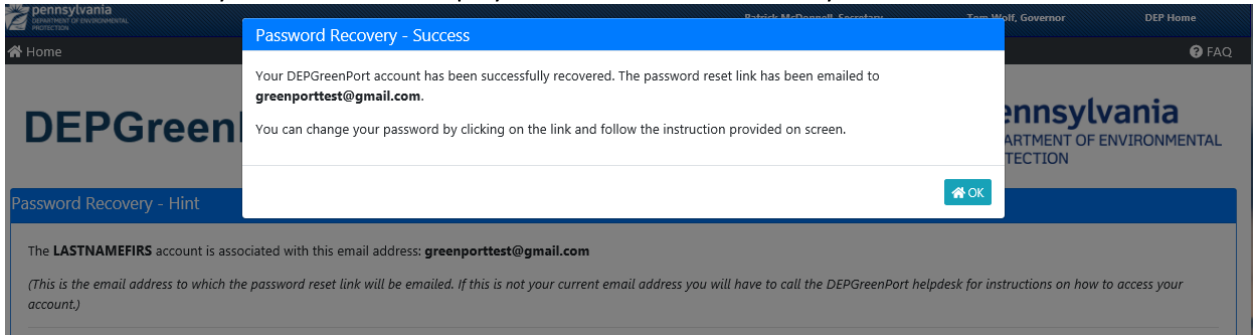 pennsylvania
DEPARTMENT OF ENVIRONMENTAL
PROTECTION
Patrick McDonnell, Secretary Tom Wolf, Governor DEP Home
Home FAQ
Password Recovery - Success
Your DEPGreenPort account has been successfully recovered. The password reset link has been emailed to
greenporttest@gmail.com.
You can change your password by clicking on the link and follow the instruction provided on screen.
OK
DEPGreen
ennsylvania
ARTMENT OF ENVIRONMENTAL
TECTION
Password Recovery - Hint
The LASTNAMEFIRS account is associated with this email address: greenporttest@gmail.com
(This is the email address to which the password reset link will be emailed. If this is not your current email address you will have to call the DEPGreenPort helpdesk for instructions on how to access your
account.)